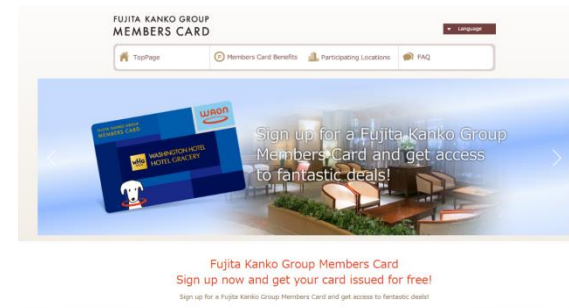 FUJITA KANKO GROUP
MEMBERS CARD
Language
TopPage
Members Card Benefits
Participating Locations
FAQ
FUJITA KANKO GROUP
MEMBERS CARD
WAON
WHG
WASHINGTON HOTEL
HOTEL GRACERY
Sign up for a Fujita Kanko Group
Members Card and get access
to fantastic deals!
Fujita Kanko Group Members Card
Sign up now and get your card issued for free!
Sign up for a Fujita Kanko Group Members Card and get access to fantastic deals!